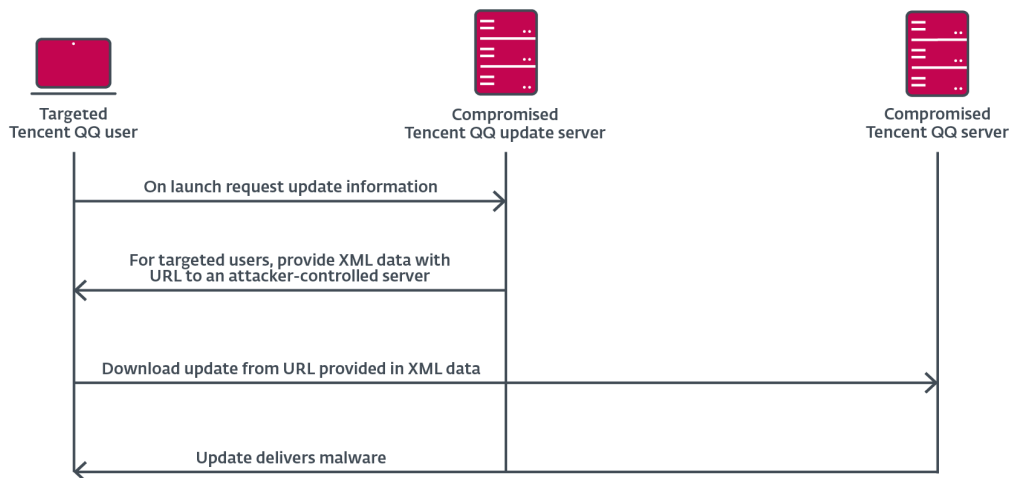 Targeted
Tencent QQ user
Compromised
Tencent QQ update server
Compromised
Tencent QQ server
On launch request update information
For targeted users, provide XML data with
URL to an attacker-controlled server
Download update from URL provided in XML data
Update delivers malware